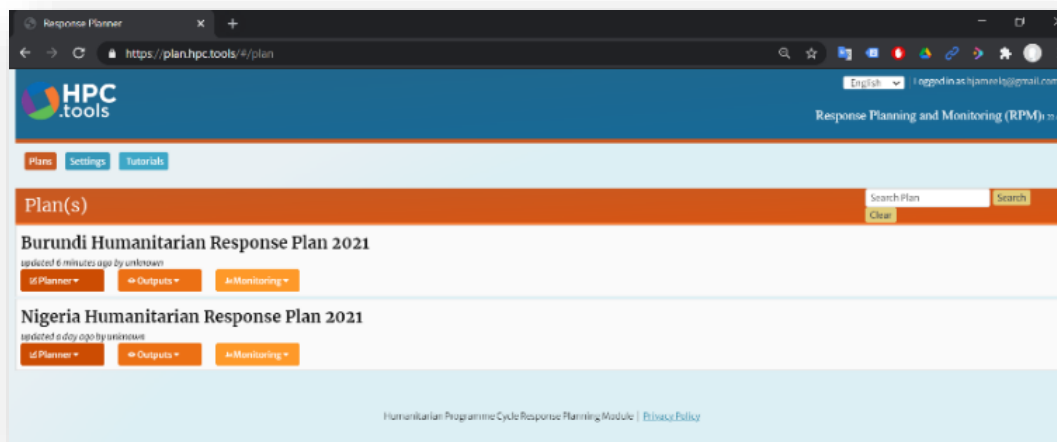 Response Planner
https://plan.hpc.tools/#/plan
HPC
.tools
English
Logged in as hjameelq@gmail.com
Response Planning and Monitoring (RPM)
Plans Settings Tutorials
Plan(s)
Search Plan Search
Clear
Burundi Humanitarian Response Plan 2021
updated 6 minutes ago by unknown
Planner Outputs Monitoring
Nigeria Humanitarian Response Plan 2021
updated a day ago by unknown
Planner Outputs Monitoring
Humanitarian Programme Cycle Response Planning Module | Privacy Policy